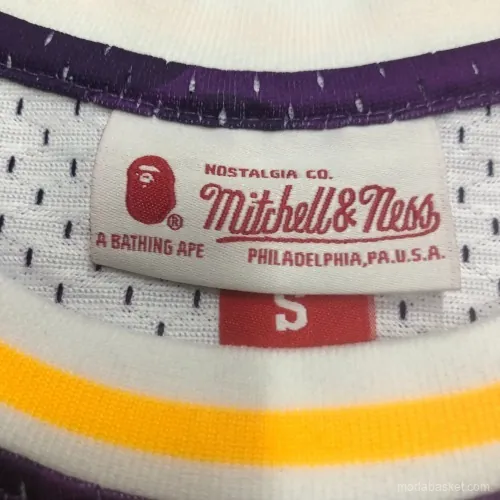 NOSTALGIA CO.
Mitchell & Ness
®
A BATHING APE
PHILADELPHIA, PA. U.S.A.
S
modabasket.com